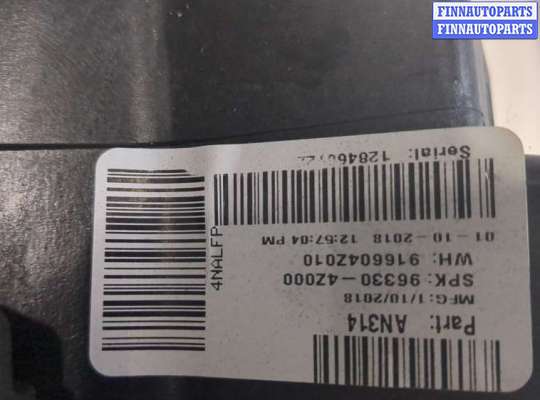 FINNAUTOPARTS
FINNAUTOPARTS
Part: AN314
MFG:1/10/2018
SPK: 96330-4Z000
WH: 916604Z010
01-10-2018 12:57:04 PM
Serial:
4NALFP